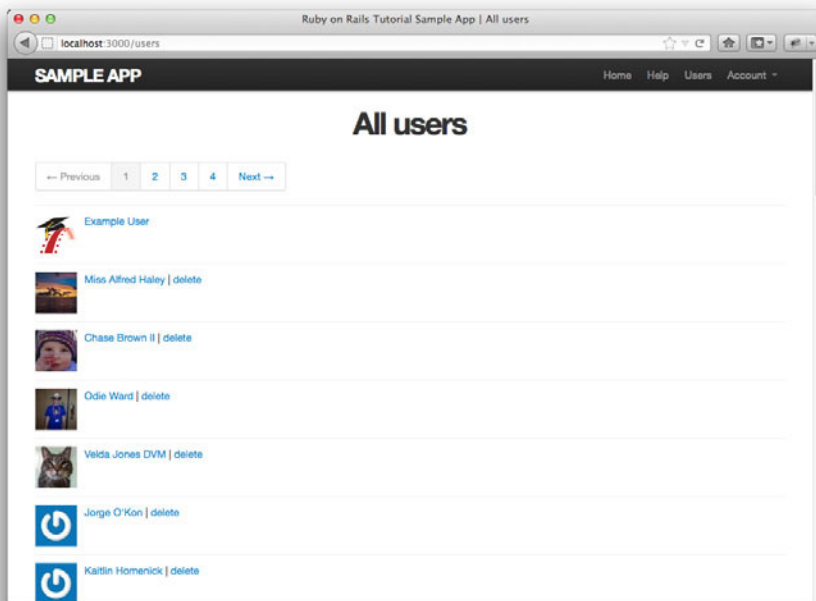 Ruby on Rails Tutorial Sample App | All users
localhost:3000/users
SAMPLE APP
Home Help Users Account
All users
← Previous 1 2 3 4 Next →
Example User
Miss Alfred Haley | delete
Chase Brown II | delete
Odie Ward | delete
Velda Jones DVM | delete
Jorge O'Kon | delete
Kaitlin Homenick | delete